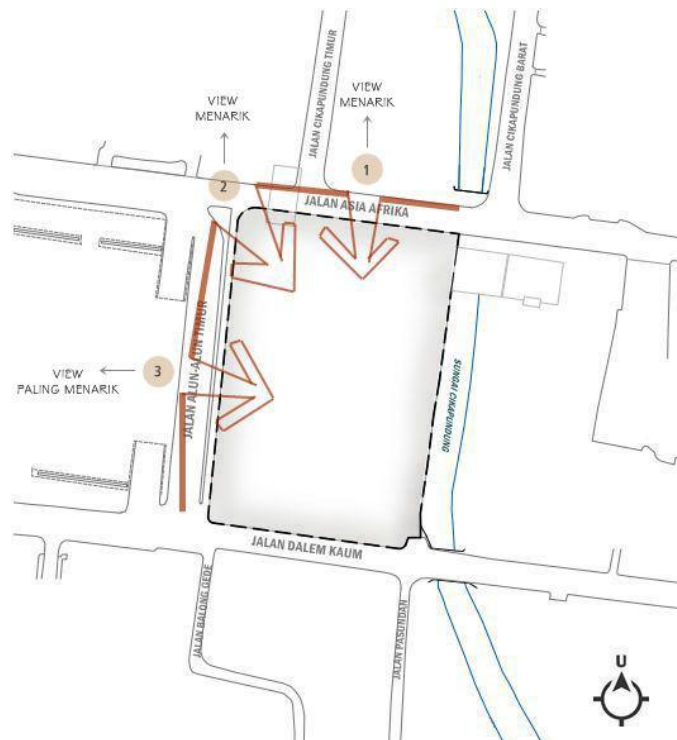 JALAN CIKAPUNDUNG TIMUR
JALAN CIKAPUNDUNG BARAT
VIEW
MENARIK
VIEW
MENARIK
1
2
JALAN ASIA AFRIKA
3
VIEW
PALING MENARIK
JALAN ALUN-ALUN TIMUR
SUNGAI CIKAPUNDUNG
JALAN DALEM KAUM
JALAN BALONG GEDE
JALAN PASUNDAN
U